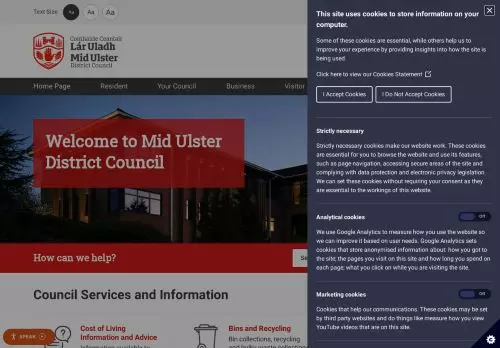 Text Size:
Aa
Aa
Aa
Comhairle Ceantair
Lár Uladh
Mid Ulster
District Council
Home Page
Resident
Your Council
Business
Visitor
Welcome to Mid Ulster
District Council
How can we help?
Se
Council Services and Information
Cost of Living
Information and Advice
Information available to
Bins and Recycling
Bin collections, recycling
SPEAK
This site uses cookies to store information on your
computer.
Some of these cookies are essential, while others help us to
improve your experience by providing insights into how the site is
being used.
Click here to view our Cookies Statement
I Accept Cookies
I Do Not Accept Cookies
Strictly necessary
Strictly necessary cookies make our website work. These cookies
are essential for you to browse the website and use its features,
such as page navigation, accessing secure areas of the site and
complying with data protection and electronic privacy legislation.
We can set these cookies without requiring your consent as they
are essential to the workings of this website.
Analytical cookies
Off
We use Google Analytics to measure how you use the website so
we can improve it based on user needs. Google Analytics sets
cookies that store anonymised information about: how you got to
the site; the pages you visit on this site and how long you spend
on each page; what you click on while you are visiting the site.
Marketing cookies
Off
Cookies that help our communications. These cookies may be set
by third party websites and do things like measure how you view
YouTube videos that are on this site.